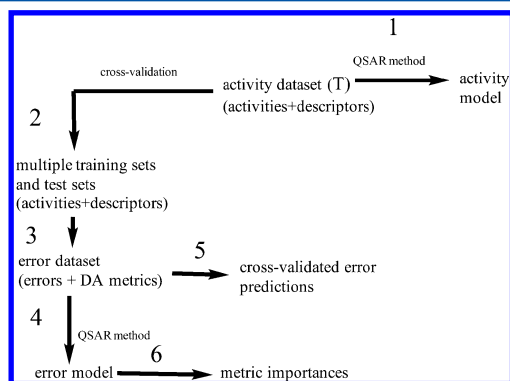 1
QSAR method
cross-validation
activity dataset (T)
(activities+descriptors)
activity
model
2
multiple training sets
and test sets
(activities+descriptors)
3
error dataset
(errors + DA metrics)
5
cross-validated error
predictions
4
QSAR method
error model
6
metric importances